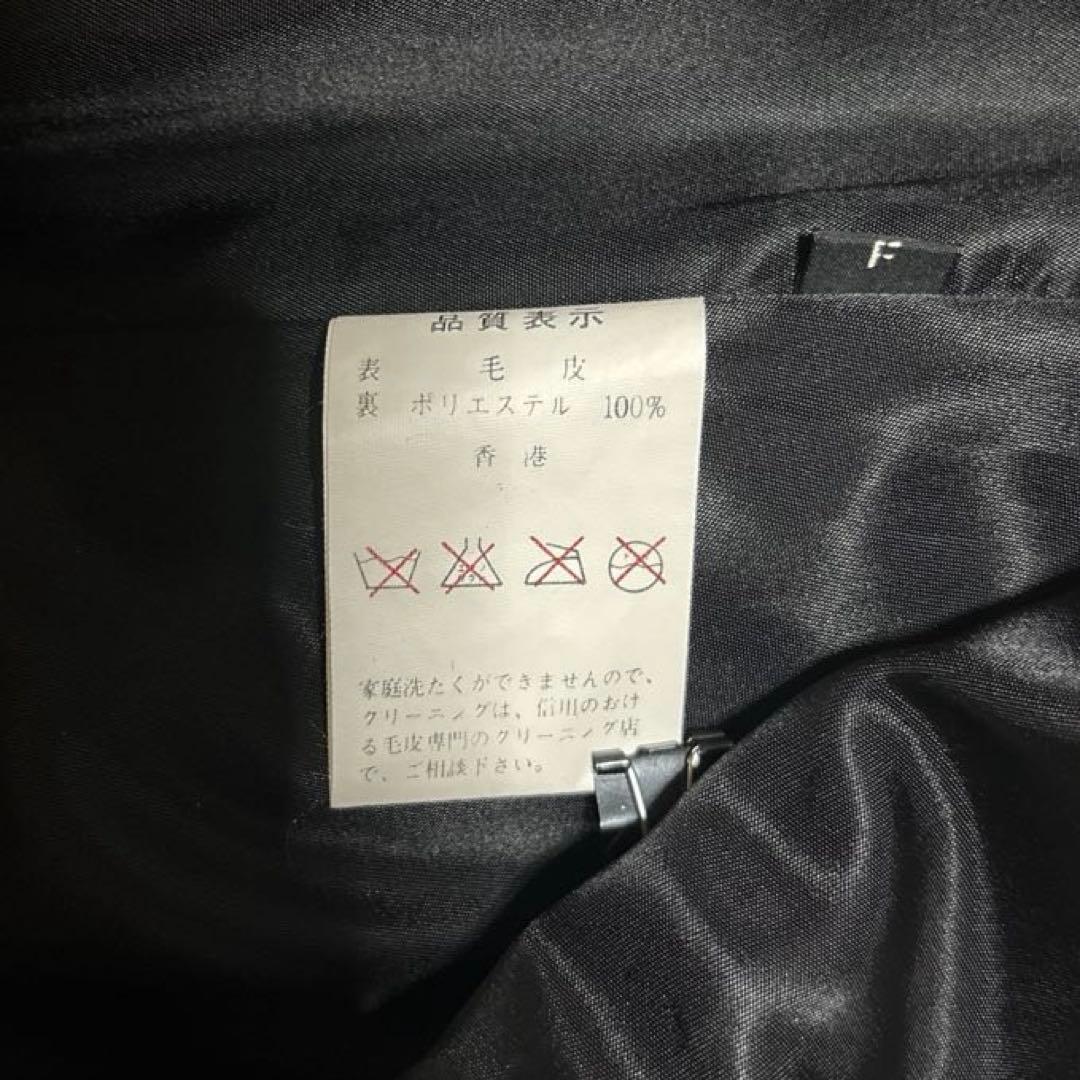 F
品質表示
表 毛 皮
裏 ポリエステル 100%
香 港
家庭洗たくができませんので、
クリーニングは、信用のおけ
る毛皮専門のクリーニング店
で、ご相談下さい。